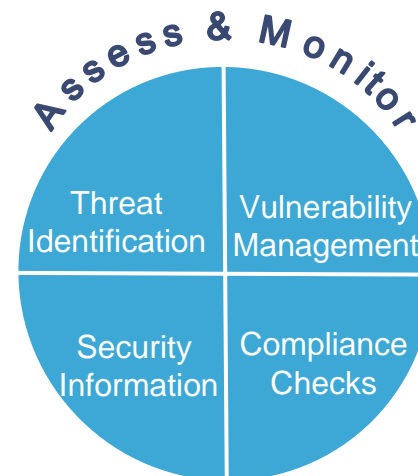 Assess & Monitor
Threat
Identification
Vulnerability
Management
Security
Information
Compliance
Checks